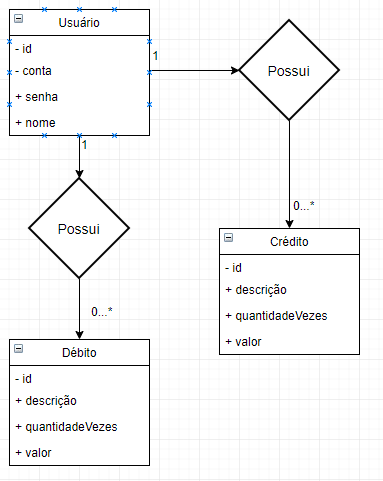 Usuário
- id
- conta
+ senha
+ nome
1
Possui
1
Possui
0...*
Crédito
- id
+ descrição
+ quantidadeVezes
+ valor
0...*
Débito
- id
+ descrição
+ quantidadeVezes
+ valor